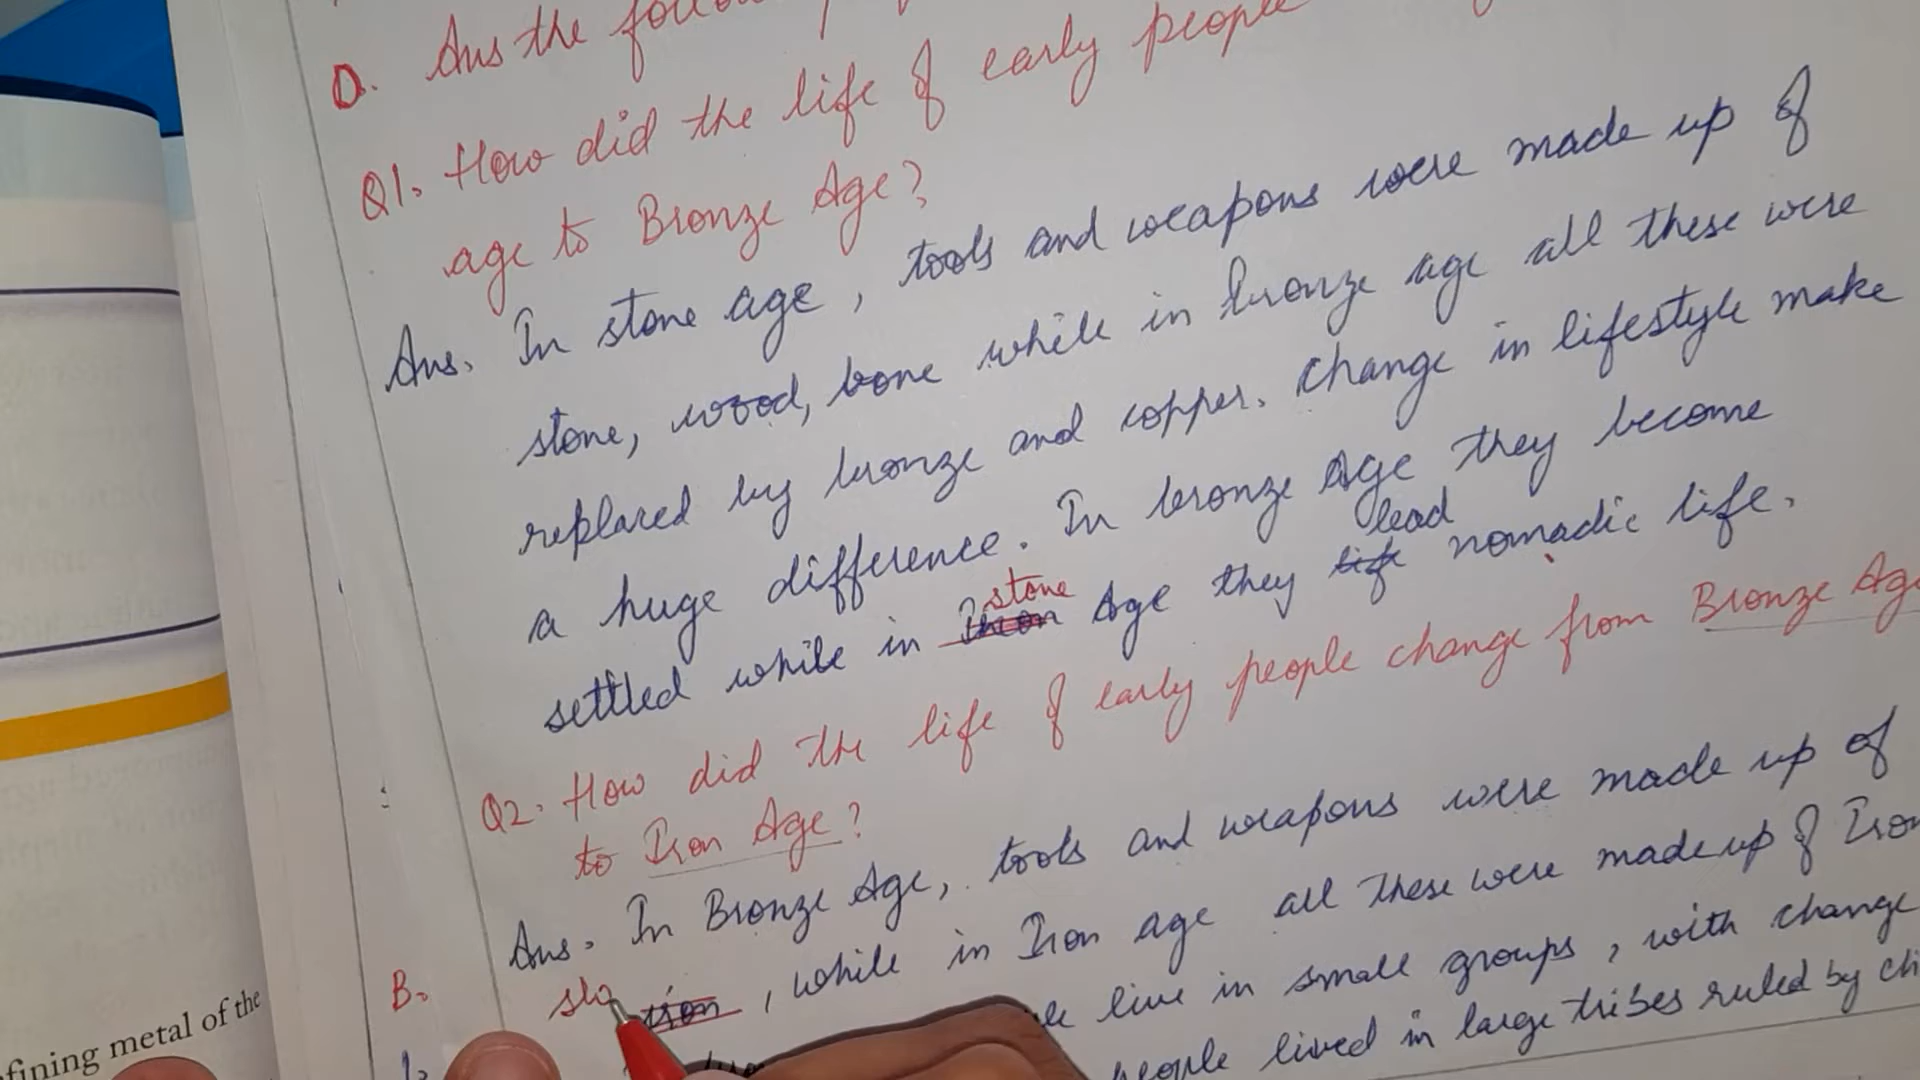 D. Ans the
Q1. How did the life of early people
age to Bronze Age?
Ans. In stone age, tools and weapons were made up of
stone, wood, bone while in bronze age all these were
replaced by bronze and copper. Change in lifestyle make
a huge difference. In bronze Age they become
settled while in stone Age they lead nomadic life.
Q2. How did the life of early people change from Bronze Age
to Iron Age?
Ans. In Bronze Age, tools and weapons were made up of
, while in Iron age all these were made up of Iron
live in small groups, with change
people lived in large tribes ruled by
B.
1.
fining metal of the